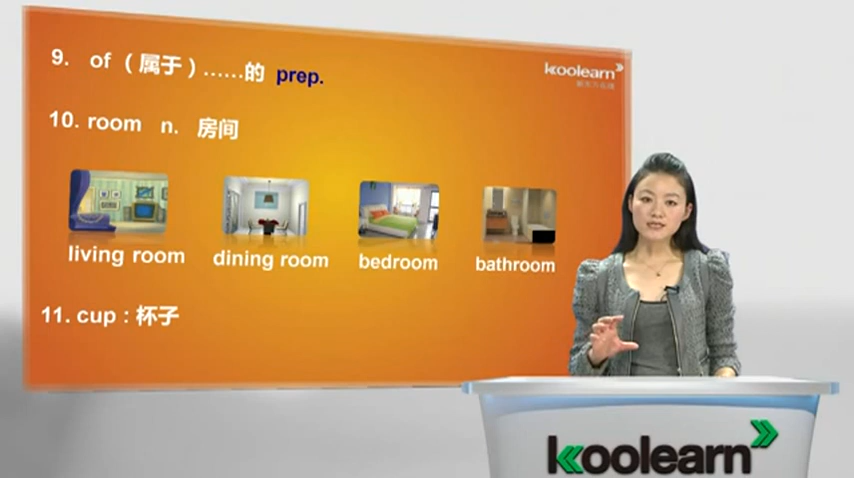 9. of（属于）……的 prep.
koolearn
10. room n. 房间
living room
dining room
bedroom
bathroom
11. cup : 杯子
koolearn